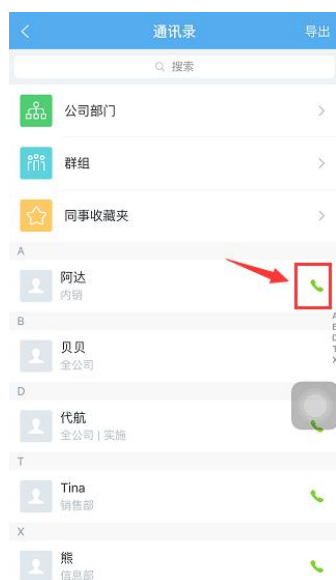 通讯录 导出
搜索
公司部门
群组
同事收藏夹
A
阿达
内销
A
B
D
T
X
B
贝贝
全公司
D
代航
全公司 | 实施
T
Tina
销售部
X
熊
信息部